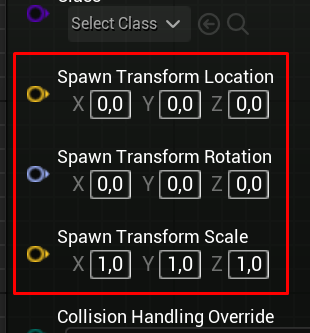 Select Class
Spawn Transform Location
X 0,0 Y 0,0 Z 0,0
Spawn Transform Rotation
X 0,0 Y 0,0 Z 0,0
Spawn Transform Scale
X 1,0 Y 1,0 Z 1,0
Collision Handling Override